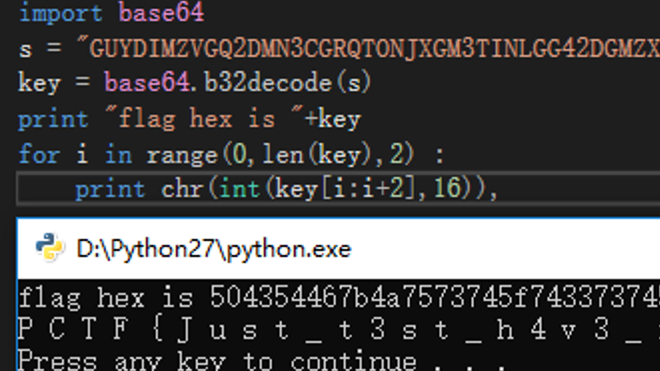 import base64
s = "GUYDIMZVGQ2DMN3CGRQTONJXGM3TINLGG42DGMZX
key = base64.b32decode(s)
print "flag hex is "+key
for i in range(0,len(key),2) :
print chr(int(key[i:i+2],16)),
D:\Python27\python.exe
flag hex is 504354467b4a7573745f743373745
P C T F { J u s t _ t 3 s t _ h 4 v 3 _
Press any key to continue . . .